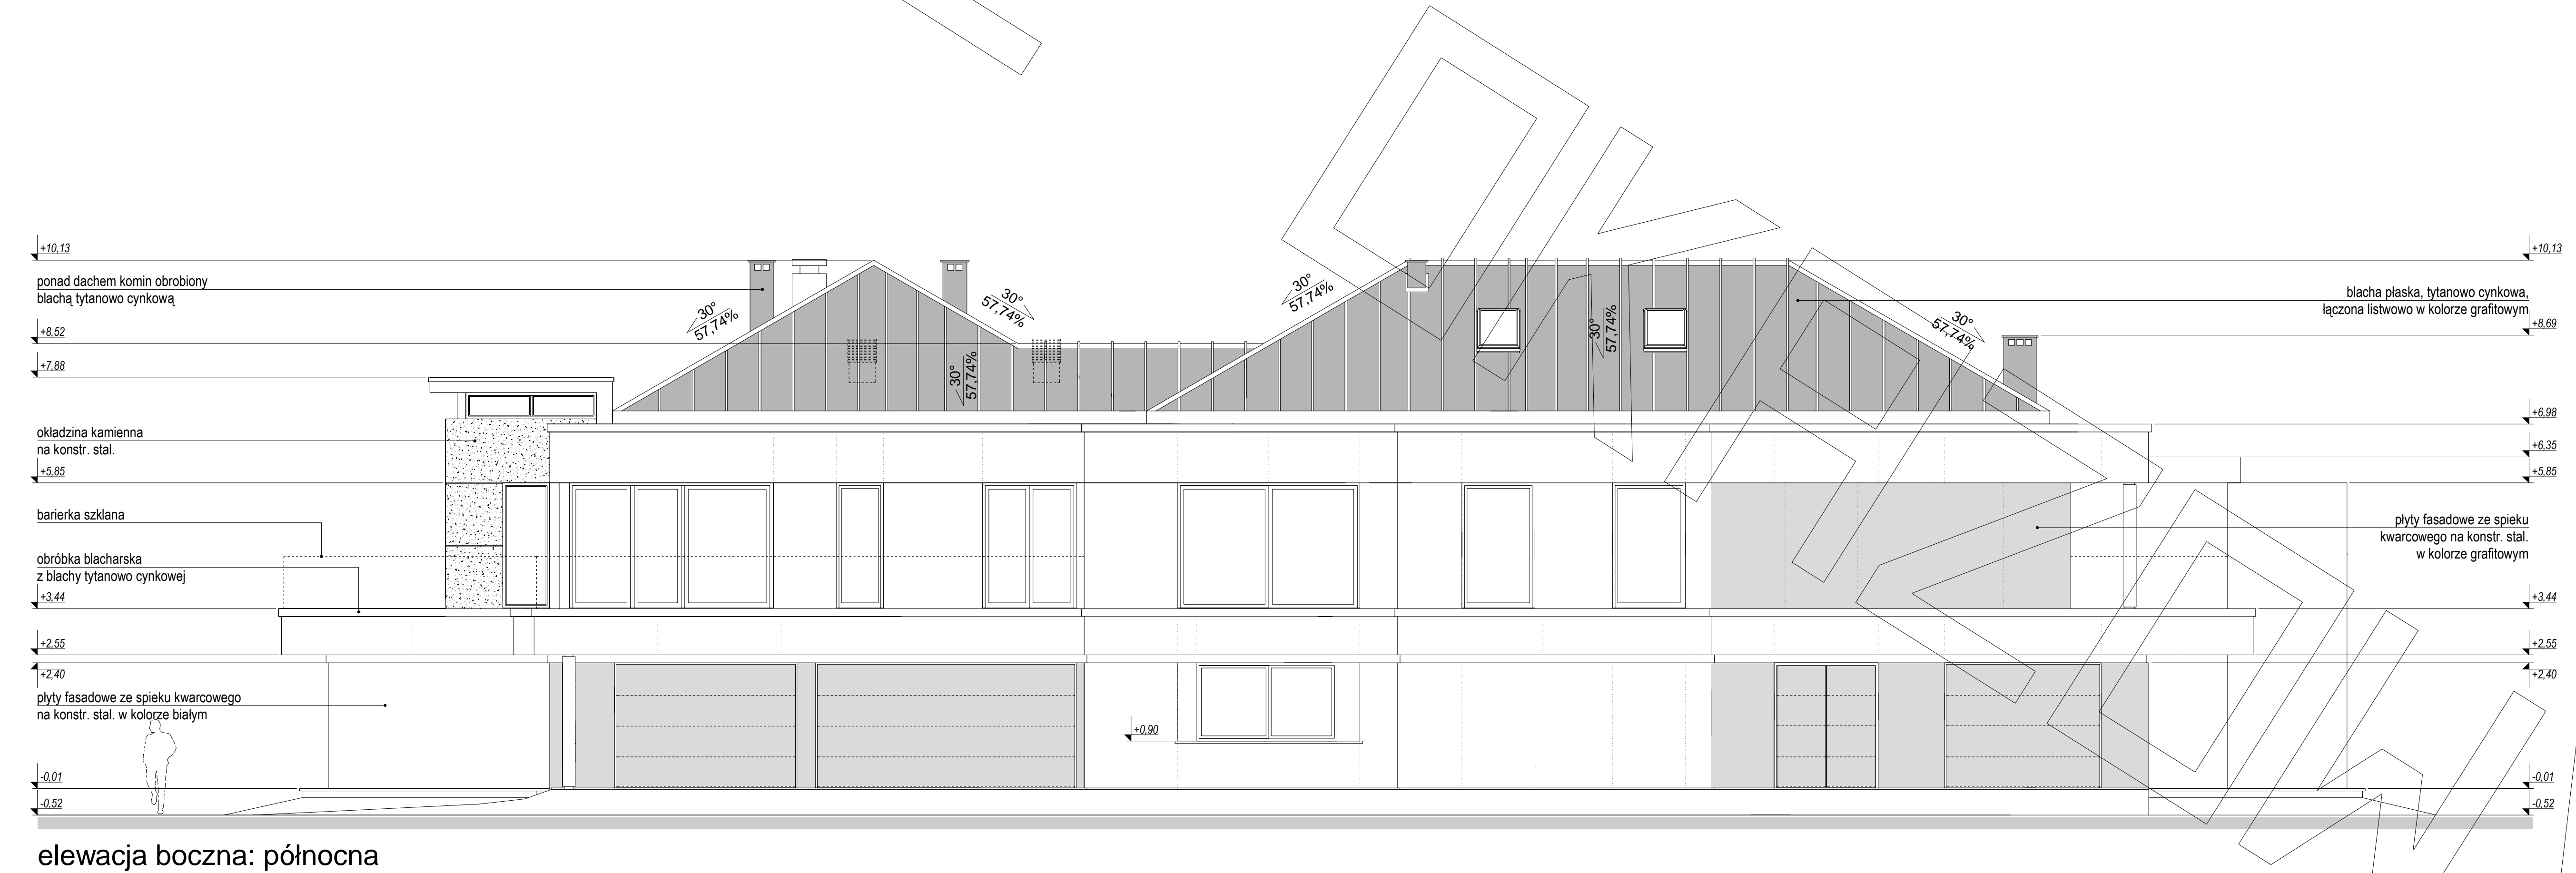 +10,13
ponad dachem komin obrobiony
blachą tytanowo cynkową
+8,52
+7,88
okładzina kamienna
na konstr. stal.
+5,85
barierka szklana
obróbka blacharska
z blachy tytanowo cynkowej
+3,44
+2,55
+2,40
płyty fasadowe ze spieku kwarcowego
na konstr. stal. w kolorze białym
-0,01
-0,52
30°
57,74%
30°
57,74%
30°
57,74%
30°
57,74%
30°
57,74%
30°
57,74%
+0,90
+10,13
blacha płaska, tytanowo cynkowa,
łączona listwowo w kolorze grafitowym
+8,69
+6,98
+6,35
+5,85
płyty fasadowe ze spieku
kwarcowego na konstr. stal.
w kolorze grafitowym
+3,44
+2,55
+2,40
-0,01
-0,52
elewacja boczna: północna